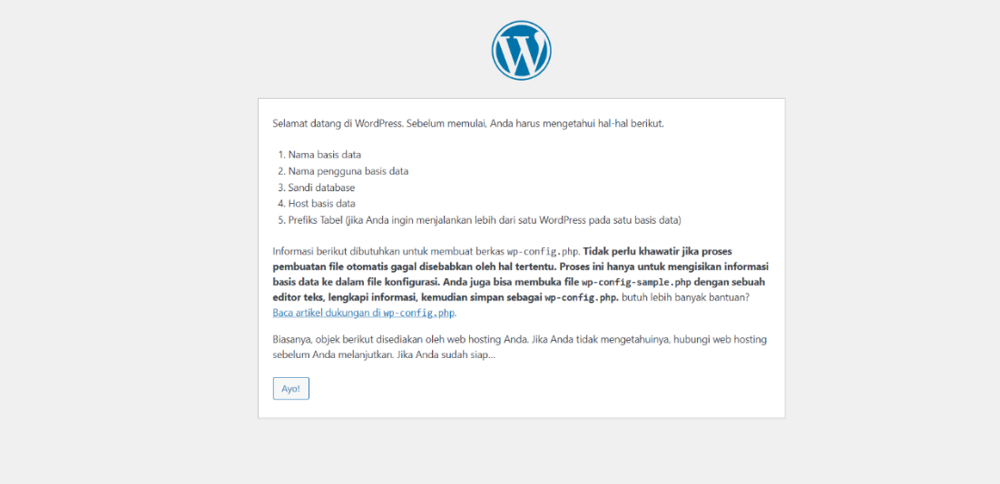 Selamat datang di WordPress. Sebelum memulai, Anda harus mengetahui hal-hal berikut.
1. Nama basis data
2. Nama pengguna basis data
3. Sandi database
4. Host basis data
5. Prefiks Tabel (jika Anda ingin menjalankan lebih dari satu WordPress pada satu basis data)
Informasi berikut dibutuhkan untuk membuat berkas wp-config.php. Tidak perlu khawatir jika proses
pembuatan file otomatis gagal disebabkan oleh hal tertentu. Proses ini hanya untuk mengisikan informasi
basis data ke dalam file konfigurasi. Anda juga bisa membuka file wp-config-sample.php dengan sebuah
editor teks, lengkapi informasi, kemudian simpan sebagai wp-config.php. butuh lebih banyak bantuan?
Baca artikel dukungan di wp-config.php.
Biasanya, objek berikut disediakan oleh web hosting Anda. Jika Anda tidak mengetahuinya, hubungi web hosting
sebelum Anda melanjutkan. Jika Anda sudah siap...
Ayo!